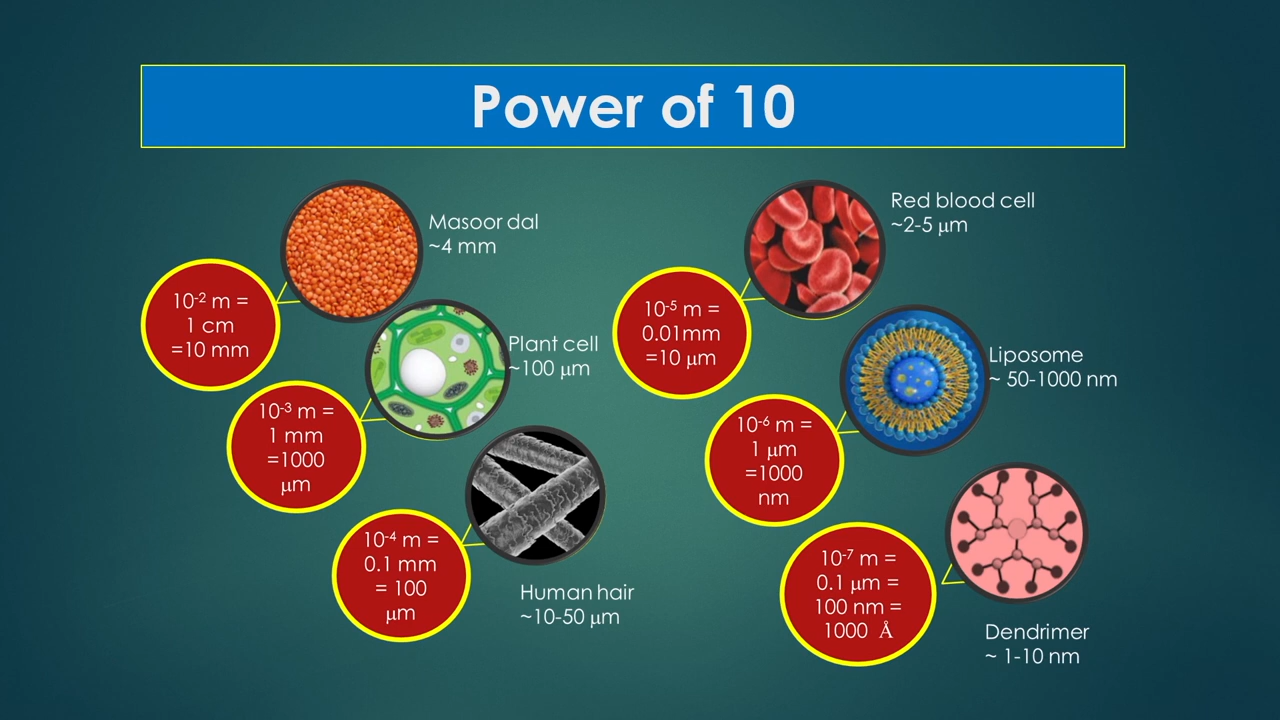 Power of 10
Masoor dal
~4 mm
10⁻² m =
1 cm
=10 mm
Plant cell
~100 µm
10⁻³ m =
1 mm
=1000
µm
Human hair
~10-50 µm
10⁻⁴ m =
0.1 mm
= 100
µm
Red blood cell
~2-5 µm
10⁻⁵ m =
0.01mm
=10 µm
Liposome
~ 50-1000 nm
10⁻⁶ m =
1 µm
=1000
nm
10⁻⁷ m =
0.1 µm =
100 nm =
1000 Å
Dendrimer
~ 1-10 nm